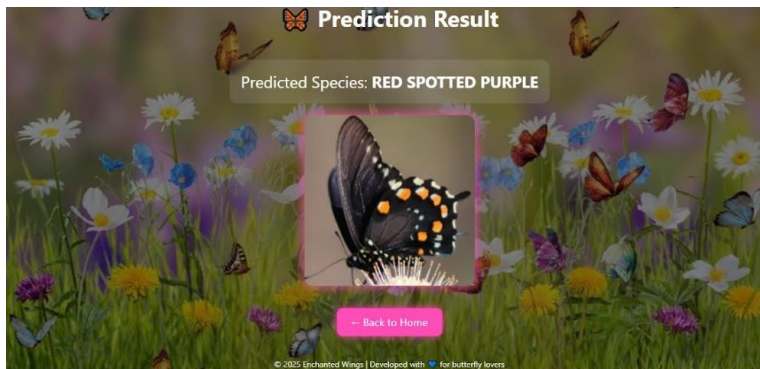 Prediction Result
Predicted Species: RED SPOTTED PURPLE
← Back to Home
© 2025 Enchanted Wings | Developed with 💙 for butterfly lovers